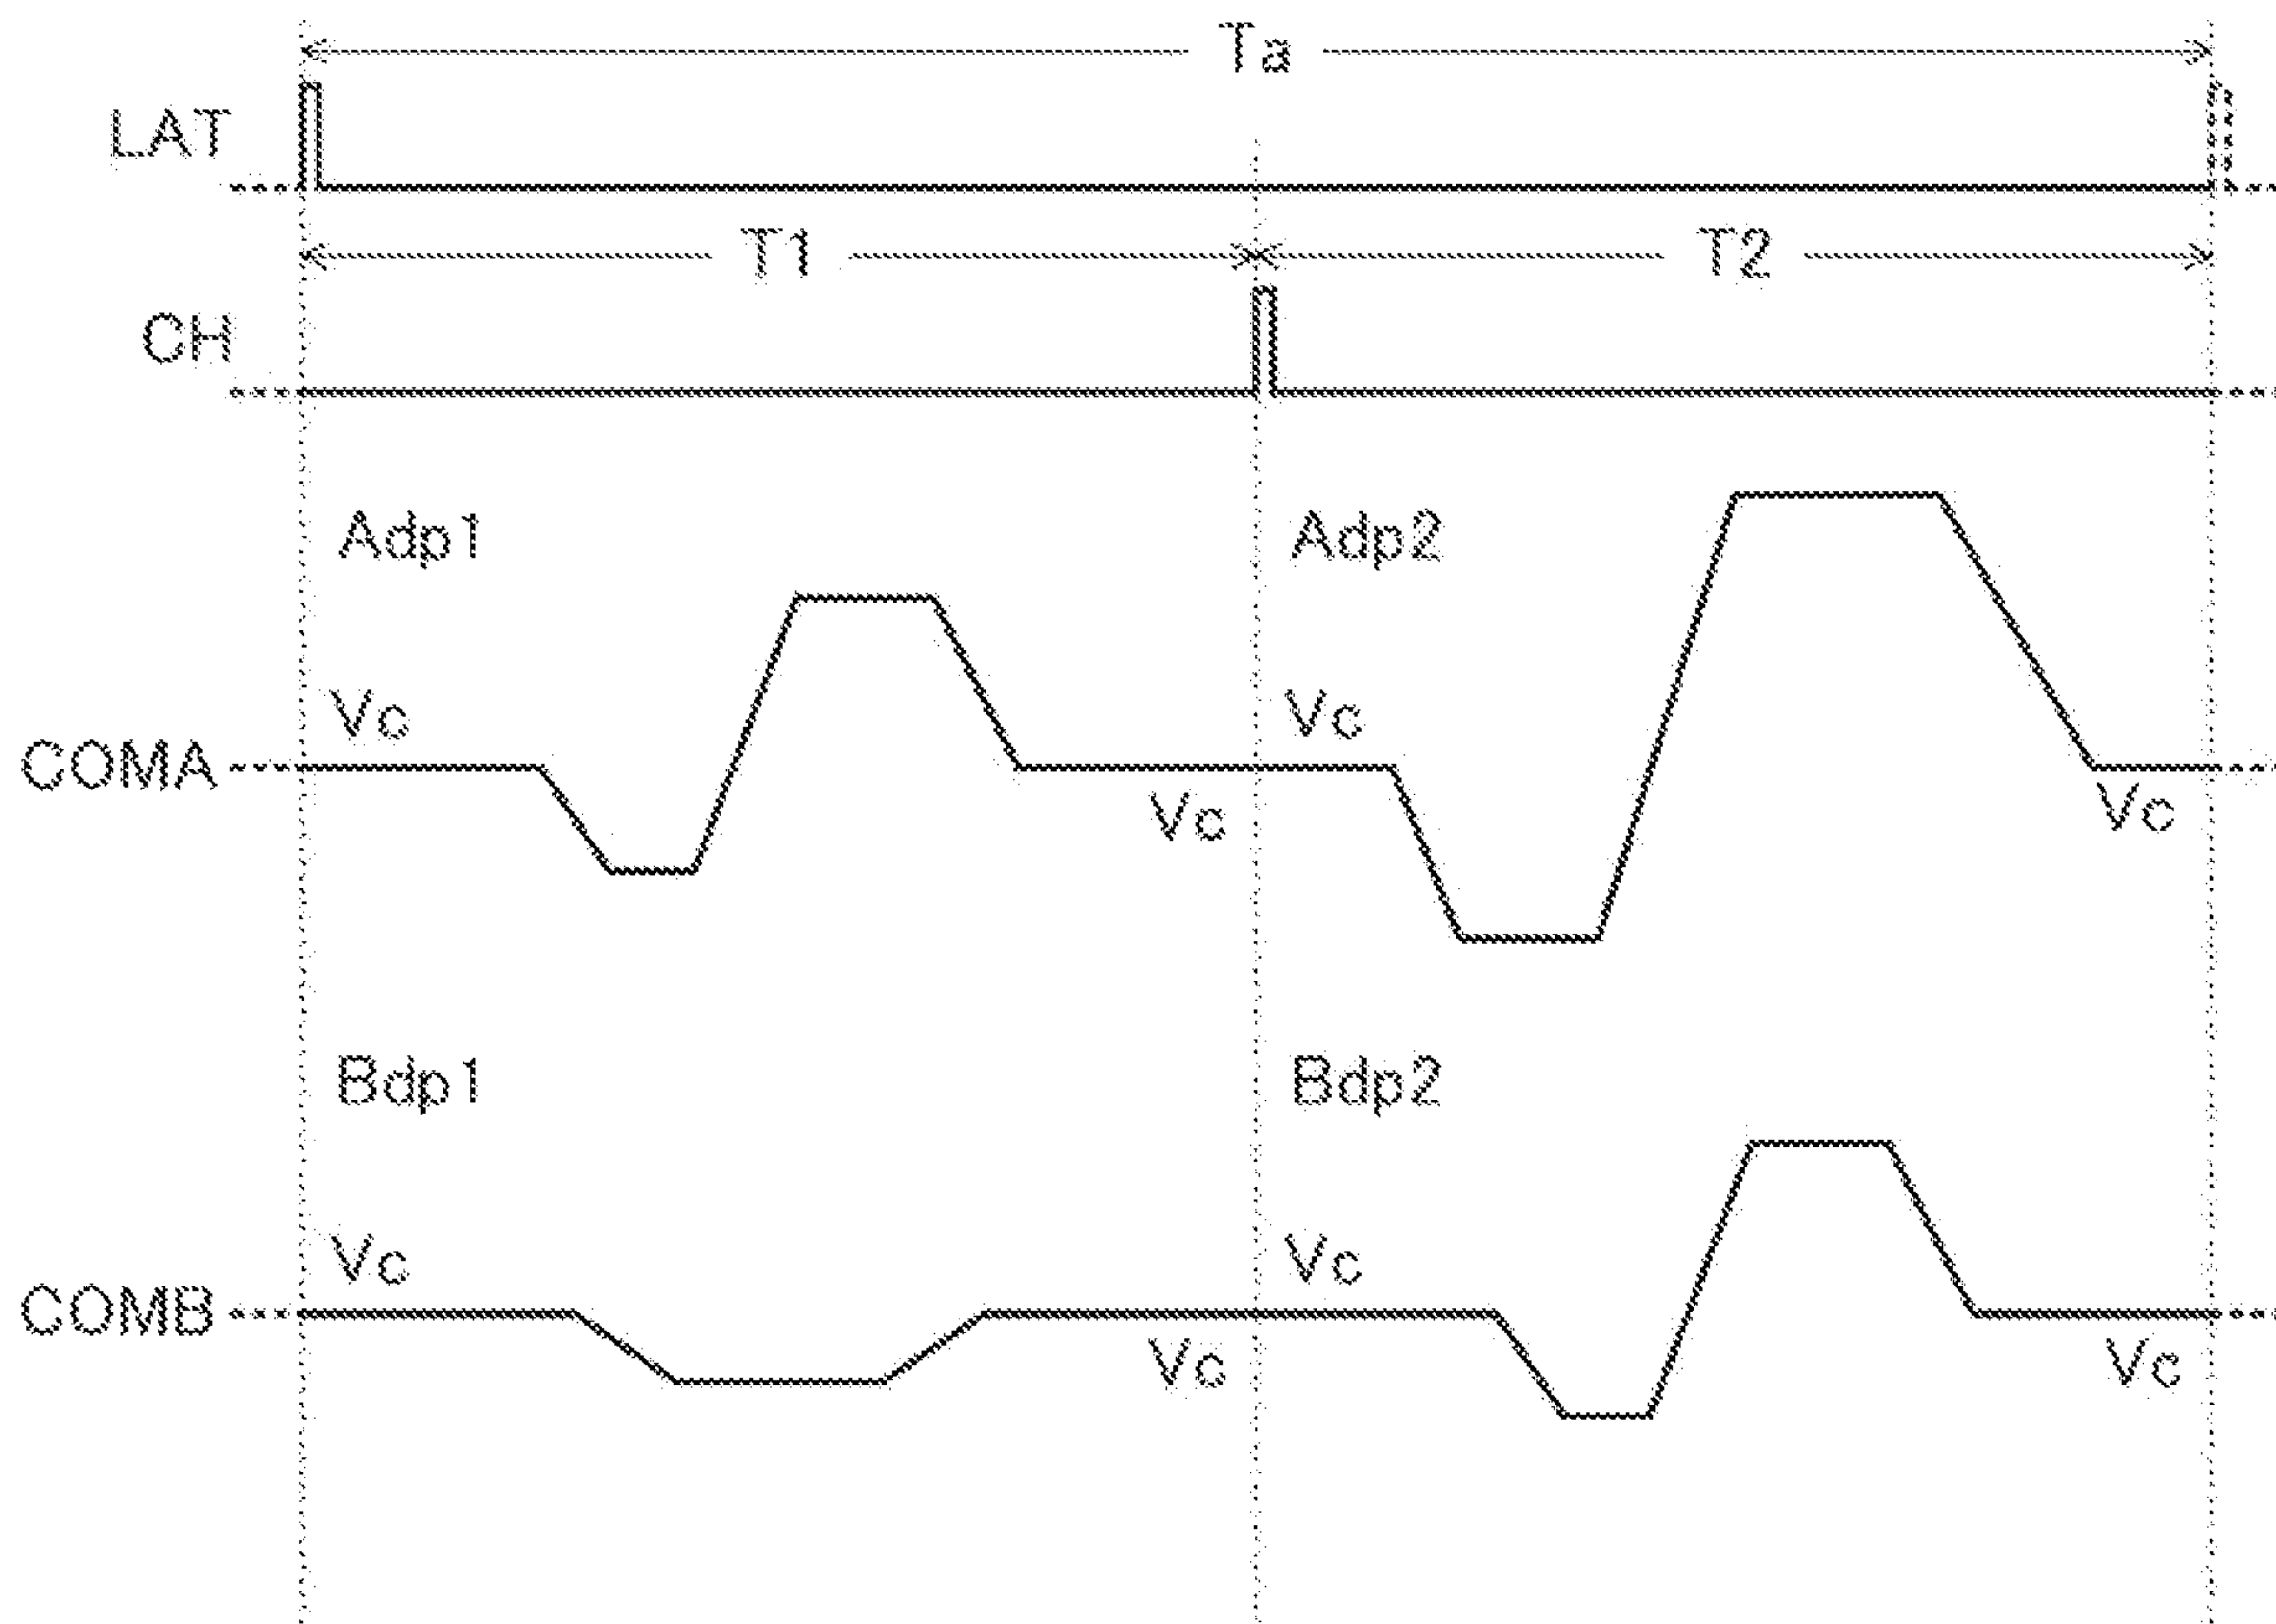 Ta
LAT
T1 T2
CH
Adp1 Adp2
Vc Vc
COMA
Vc Vc
Bdp1 Bdp2
Vc Vc
COMB
Vc Vc